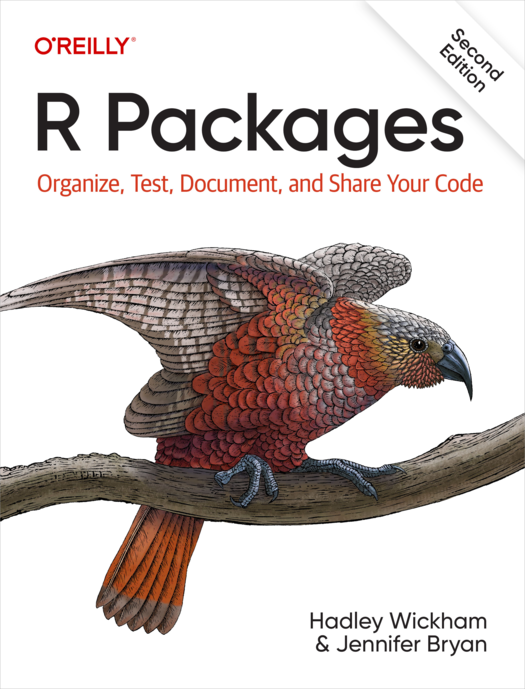 O'REILLY®
Second
Edition
R Packages
Organize, Test, Document, and Share Your Code
Hadley Wickham
& Jennifer Bryan